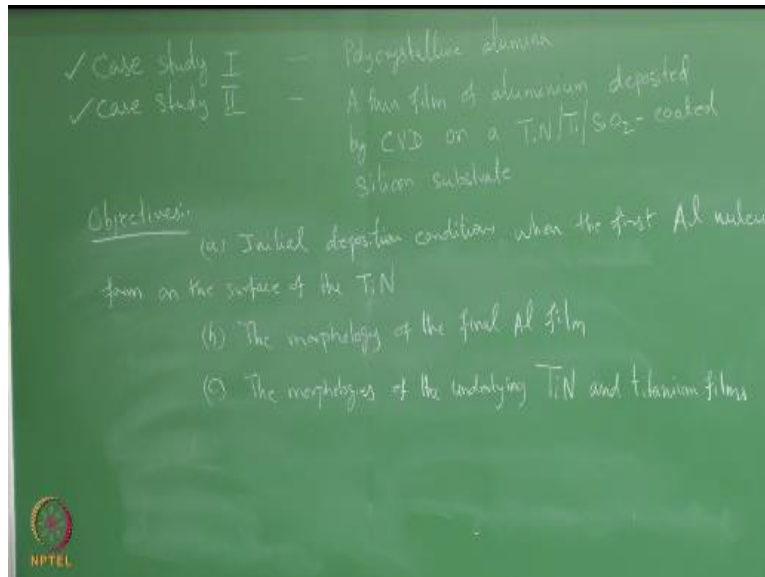 ✓ Case study I — Polycrystalline alumina
✓ Case study II — A thin film of aluminium deposited
by CVD on a TiN/Ti/SiO2-coated
silicon substrate
Objectives:
(a) Initial deposition conditions when the first Al nuclei
form on the surface of the TiN
(b) The morphology of the final Al film
(c) The morphologies of the underlying TiN and titanium films
NPTEL